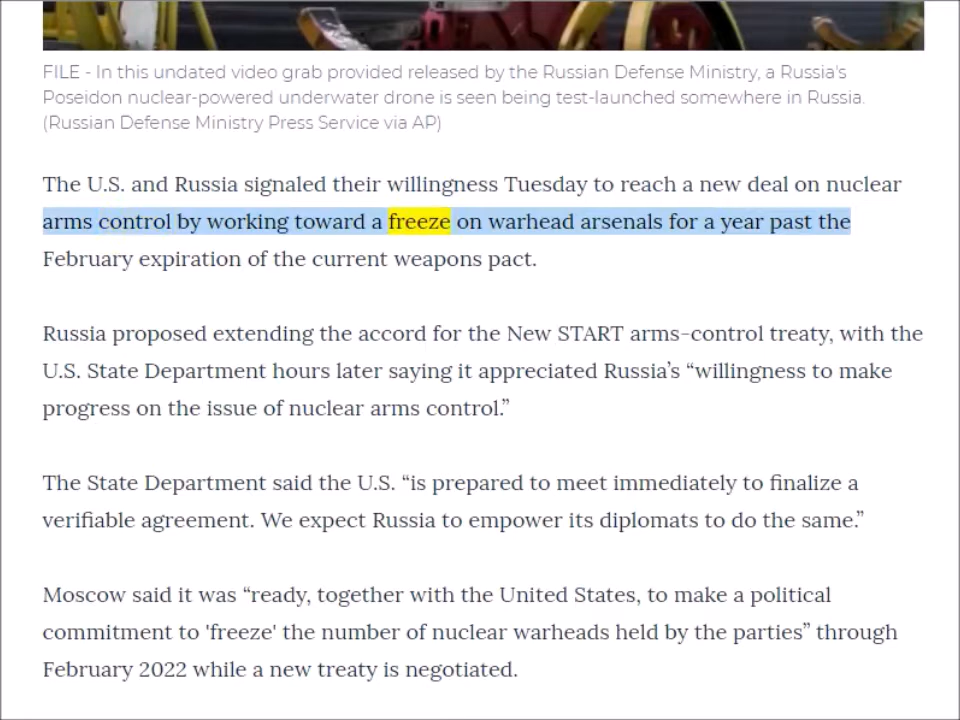 FILE - In this undated video grab provided released by the Russian Defense Ministry, a Russia's
Poseidon nuclear-powered underwater drone is seen being test-launched somewhere in Russia.
(Russian Defense Ministry Press Service via AP)
The U.S. and Russia signaled their willingness Tuesday to reach a new deal on nuclear
arms control by working toward a freeze on warhead arsenals for a year past the
February expiration of the current weapons pact.
Russia proposed extending the accord for the New START arms-control treaty, with the
U.S. State Department hours later saying it appreciated Russia’s “willingness to make
progress on the issue of nuclear arms control.”
The State Department said the U.S. “is prepared to meet immediately to finalize a
verifiable agreement. We expect Russia to empower its diplomats to do the same.”
Moscow said it was “ready, together with the United States, to make a political
commitment to 'freeze' the number of nuclear warheads held by the parties” through
February 2022 while a new treaty is negotiated.